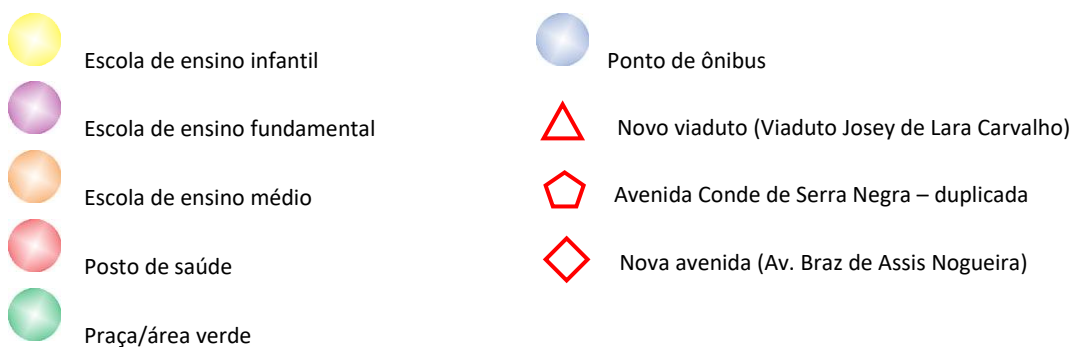 Escola de ensino infantil
Escola de ensino fundamental
Escola de ensino médio
Posto de saúde
Praça/área verde
Ponto de ônibus
Novo viaduto (Viaduto Josey de Lara Carvalho)
Avenida Conde de Serra Negra – duplicada
Nova avenida (Av. Braz de Assis Nogueira)